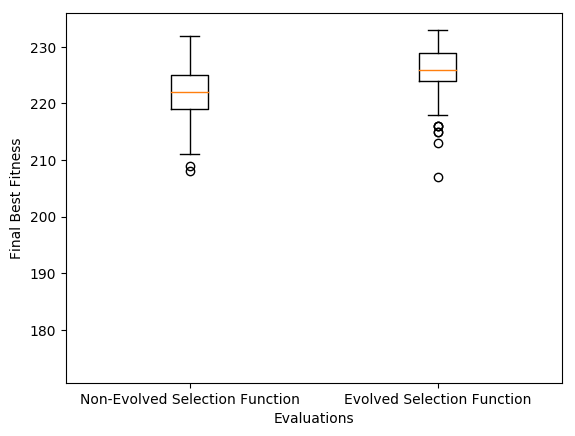 Final Best Fitness
230
220
210
200
190
180
Non-Evolved Selection Function
Evolved Selection Function
Evaluations